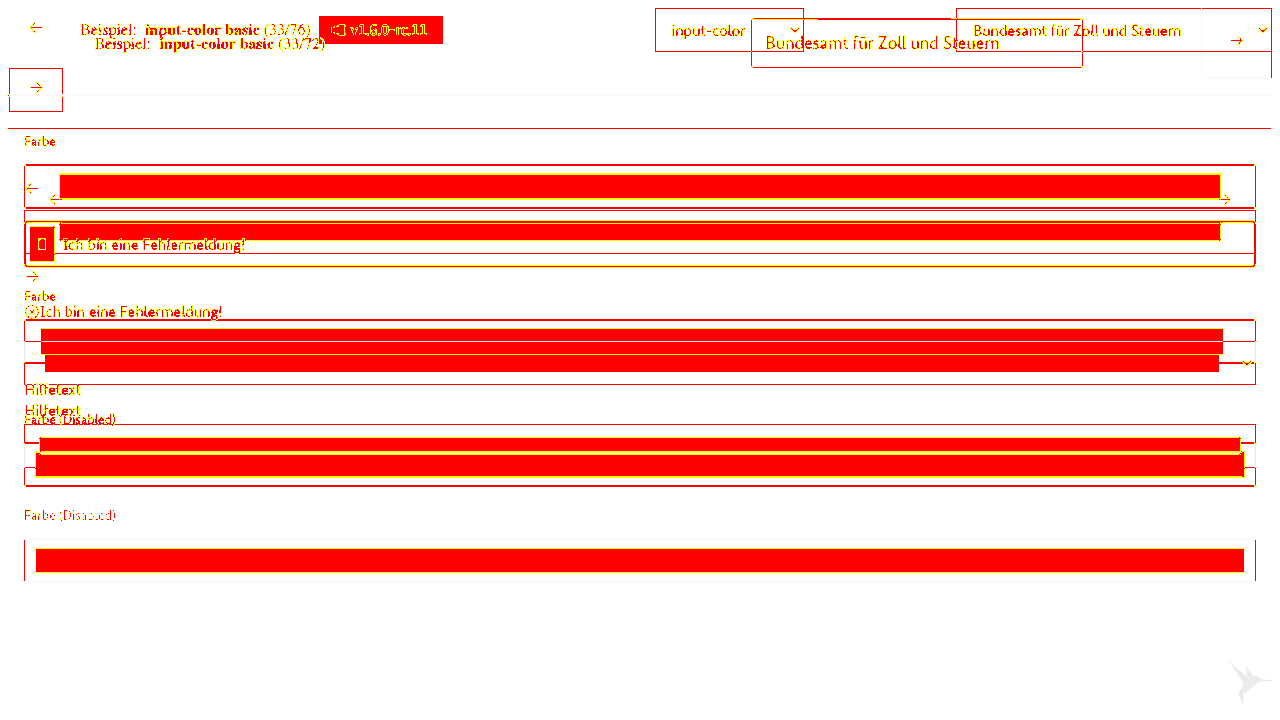 Beispiel: input-color basic (33/76) v1.6.0-rc.11 input-color Bundesamt für Zoll und Steuern
Beispiel: input-color basic (33/72) Bundesamt für Zoll und Steuern
Farbe
Ich bin eine Fehlermeldung!
Farbe
Ich bin eine Fehlermeldung!
Hilfetext
Hilfetext
Farbe (Disabled)
Farbe (Disabled)